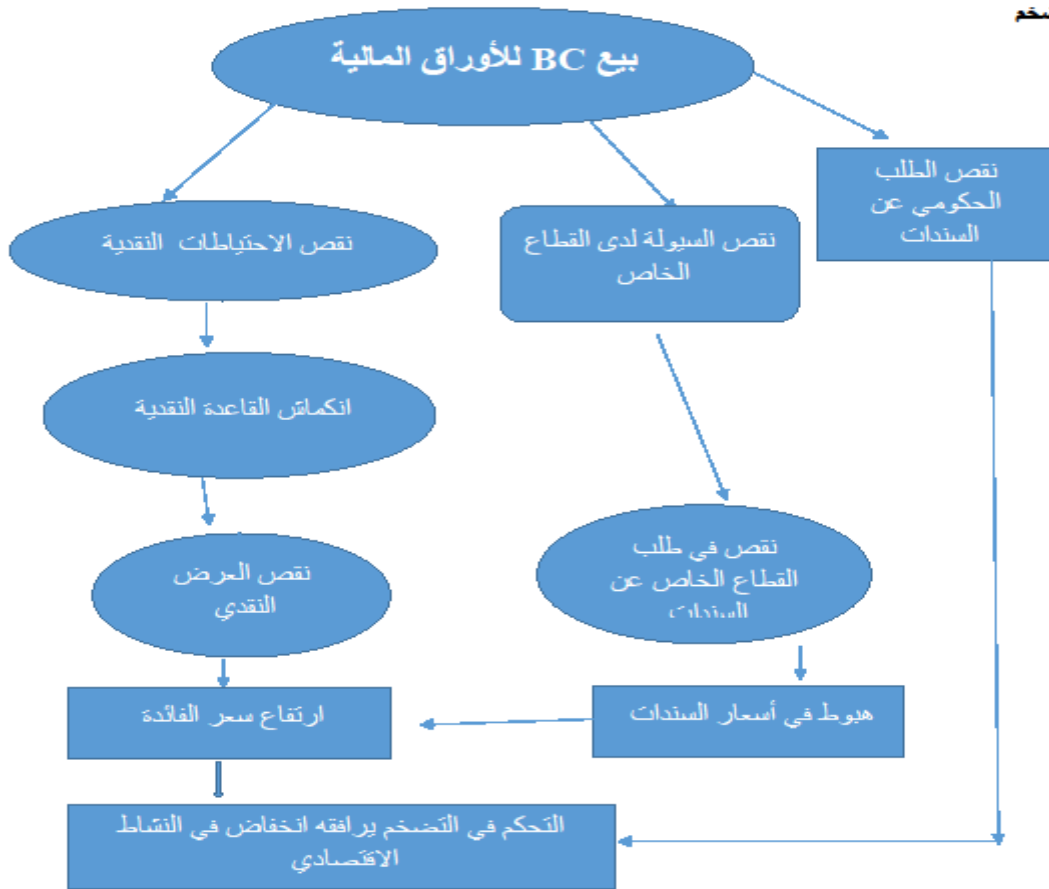 بيع BC للأوراق المالية
نقص الطلب
الحكومي عن
السندات
نقص السيولة لدى القطاع
الخاص
نقص الاحتياطات النقدية
انكماش القاعدة النقدية
نقص في طلب
القطاع الخاص عن
السندات
نقص العرض
النقدي
هبوط في أسعار السندات
ارتفاع سعر الفائدة
التحكم في التضخم يرافقه انخفاض في النشاط
الاقتصادي